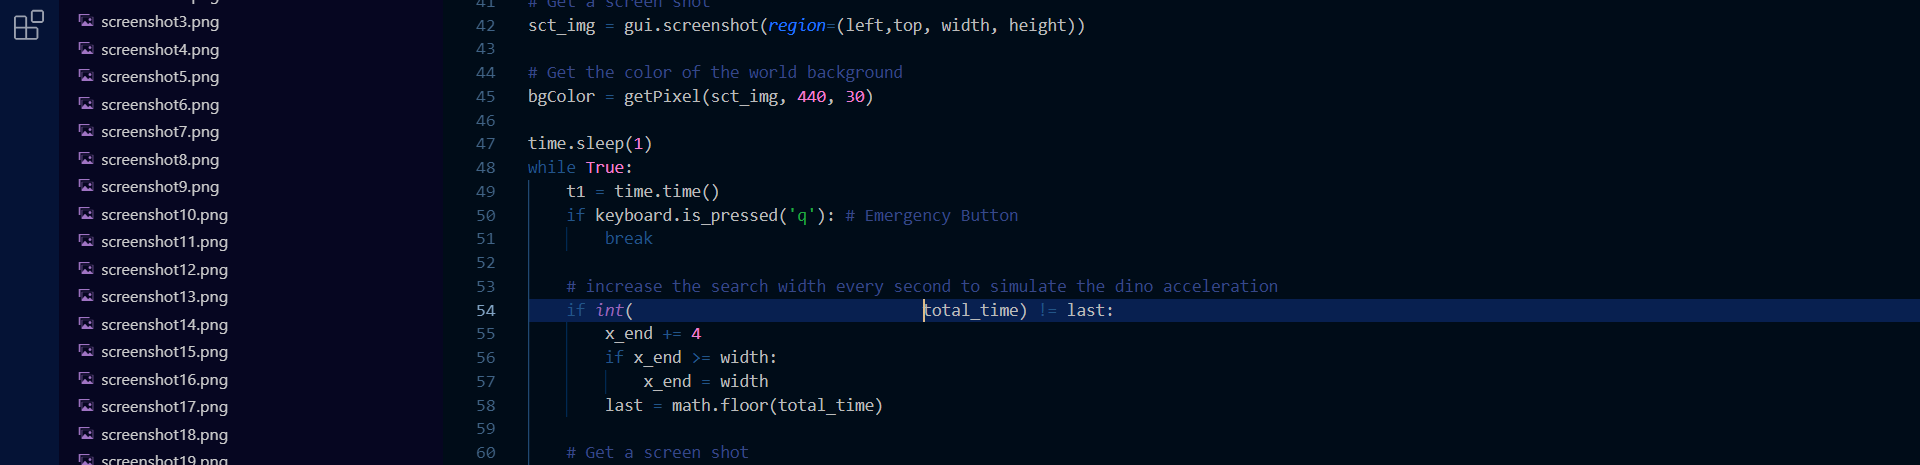 screenshot3.png
screenshot4.png
screenshot5.png
screenshot6.png
screenshot7.png
screenshot8.png
screenshot9.png
screenshot10.png
screenshot11.png
screenshot12.png
screenshot13.png
screenshot14.png
screenshot15.png
screenshot16.png
screenshot17.png
screenshot18.png
screenshot19.png
41 # Get a screen shot
42 sct_img = gui.screenshot(region=(left,top, width, height))
43
44 # Get the color of the world background
45 bgColor = getPixel(sct_img, 440, 30)
46
47 time.sleep(1)
48 while True:
49     t1 = time.time()
50     if keyboard.is_pressed('q'): # Emergency Button
51         break
52
53     # increase the search width every second to simulate the dino acceleration
54     if int(                              total_time) != last:
55         x_end += 4
56         if x_end >= width:
57             x_end = width
58         last = math.floor(total_time)
59
60     # Get a screen shot